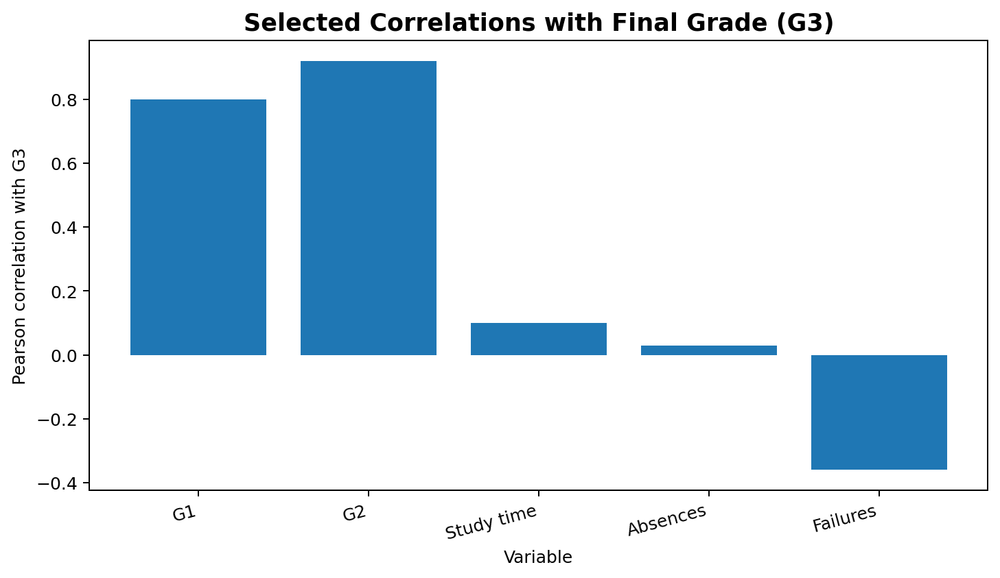 Selected Correlations with Final Grade (G3)
Pearson correlation with G3
0.8
0.6
0.4
0.2
0.0
−0.2
−0.4
G1
G2
Study time
Absences
Failures
Variable